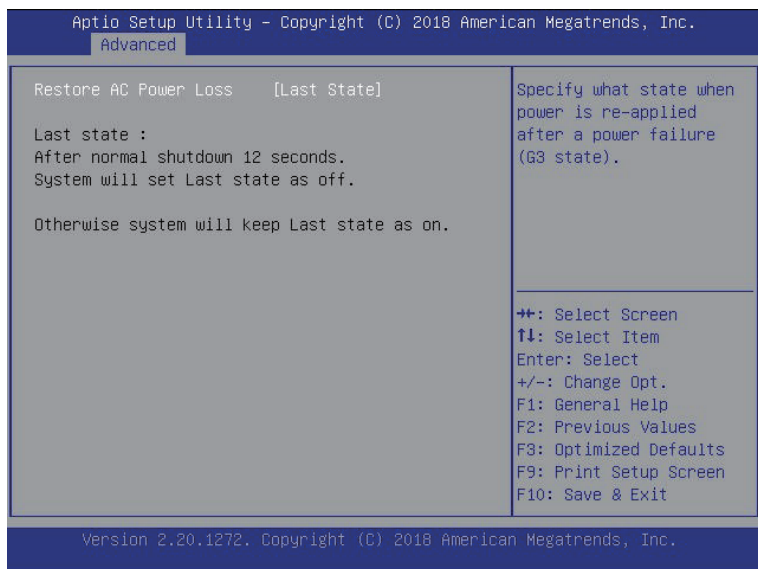 Aptio Setup Utility – Copyright (C) 2018 American Megatrends, Inc.
Advanced
Restore AC Power Loss [Last State]
Last state :
After normal shutdown 12 seconds.
System will set Last state as off.
Otherwise system will keep Last state as on.
Specify what state when
power is re-applied
after a power failure
(G3 state).
→←: Select Screen
↑↓: Select Item
Enter: Select
+/-: Change Opt.
F1: General Help
F2: Previous Values
F3: Optimized Defaults
F9: Print Setup Screen
F10: Save & Exit
Version 2.20.1272. Copyright (C) 2018 American Megatrends, Inc.